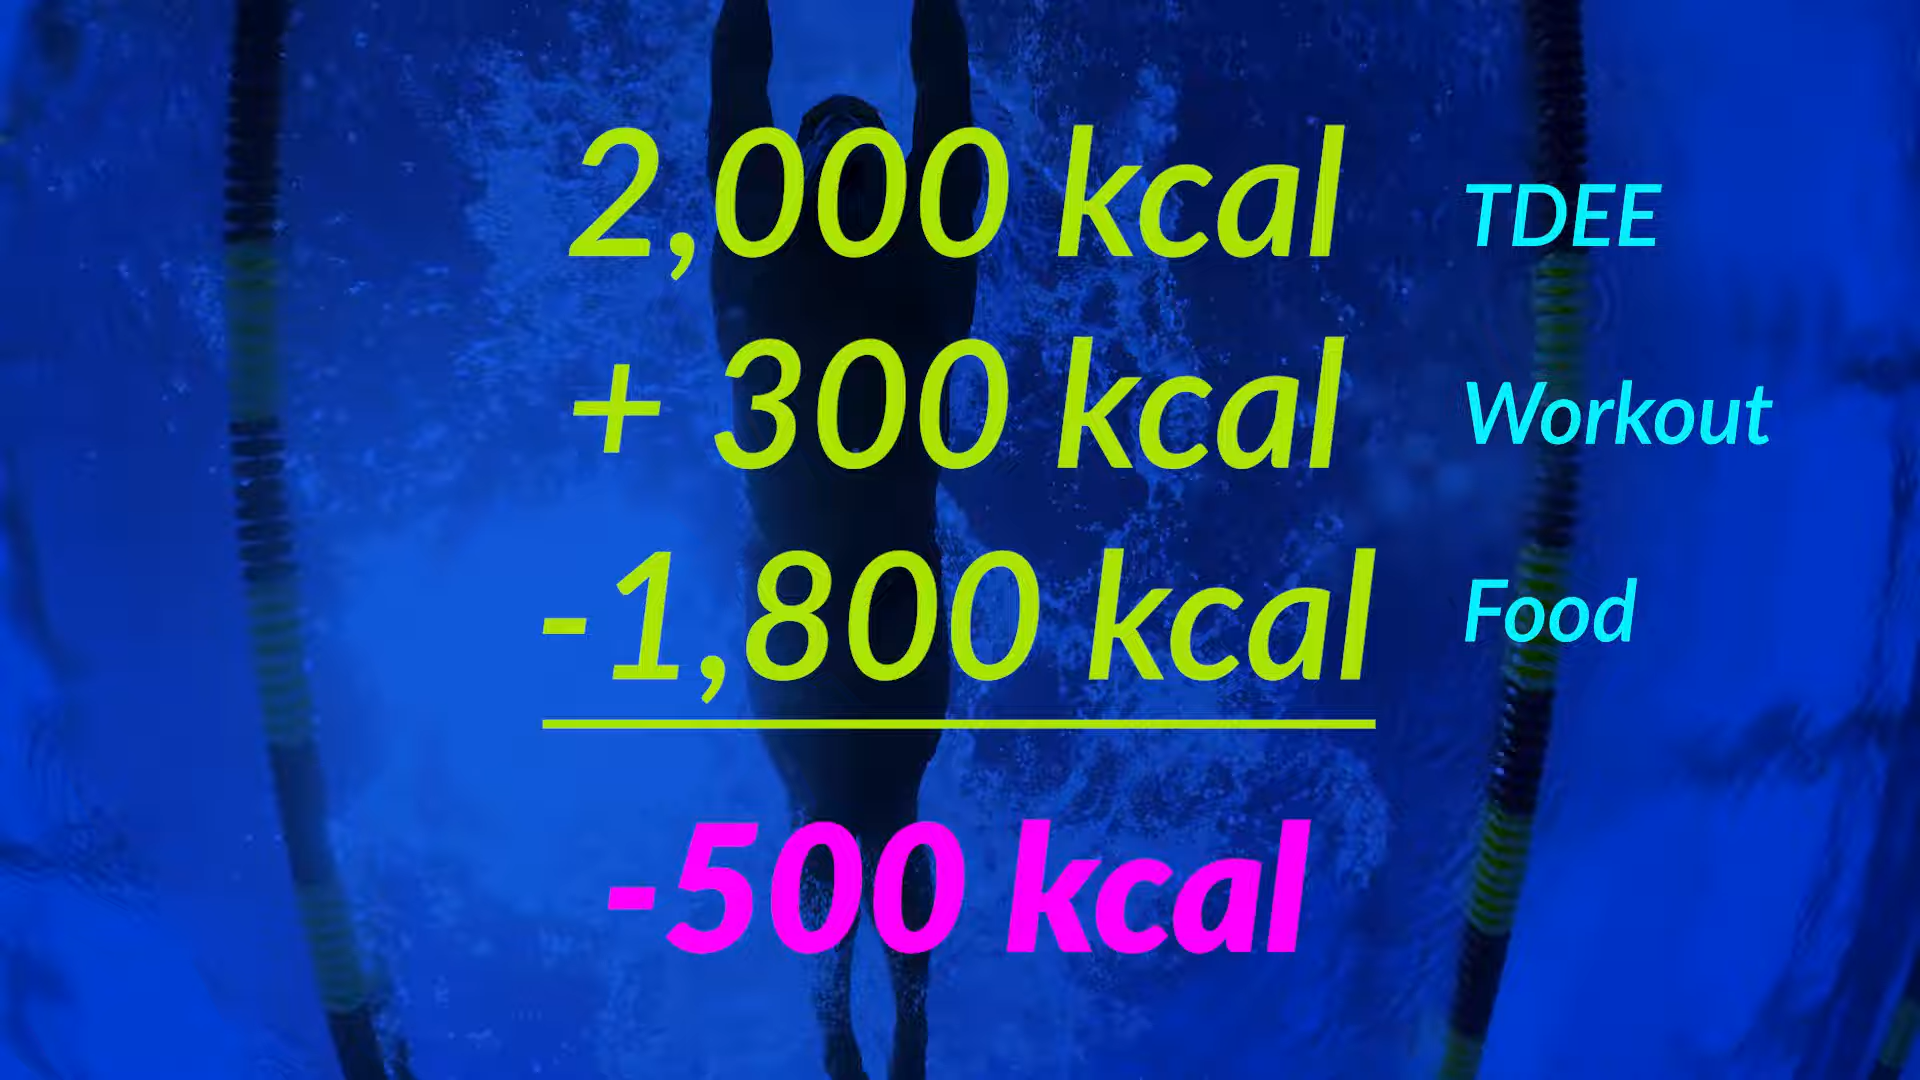 2,000 kcal TDEE
+ 300 kcal Workout
-1,800 kcal Food
-500 kcal